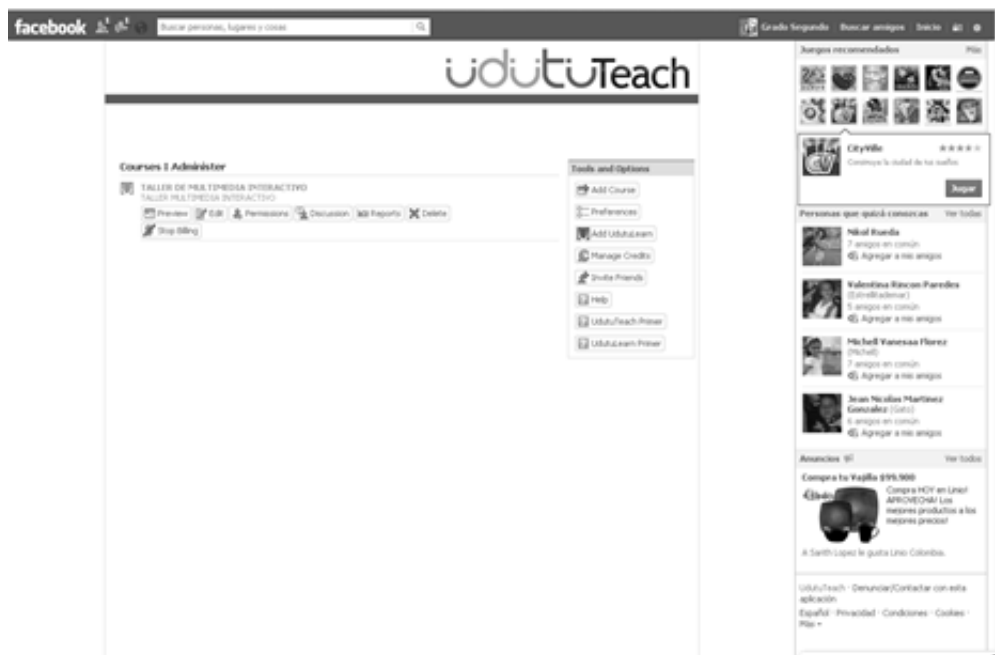 facebook
Buscar personas, lugares y cosas
Grado Segundo Buscar amigos Inicio
udutuTeach
Courses I Administer
TALLER DE MULTIMEDIA INTERACTIVO
TALLER MULTIMEDIA INTERACTIVO
Preview Edit Permissions Discussion Reports Delete
Stop Billing
Tools and Options
Add Course
Preferences
Add UdutuLearn
Manage Credits
Invite Friends
Help
UdutuTeach Primer
UdutuLearn Primer
Juegos recomendados Más
CityVille
Construye la ciudad de tus sueños
Jugar
Personas que quizá conozcas Ver todas
Nikol Rueda
7 amigos en común
Agregar a mis amigos
Valentina Rincon Paredes
(Estrellitademar)
5 amigos en común
Agregar a mis amigos
Michell Vanesaa Florez
(Michell)
7 amigos en común
Agregar a mis amigos
Jean Nicolas Martinez
Gonzalez (Gato)
6 amigos en común
Agregar a mis amigos
Anuncios Ver todos
Compra tu Vajilla $99.900
Compra HOY en Linio!
APROVECHA! Los
mejores productos a los
mejores precios!
A Sarith Lopez le gusta Linio Colombia.
UdutuTeach · Denunciar/Contactar con esta
aplicación
Español · Privacidad · Condiciones · Cookies ·
Más